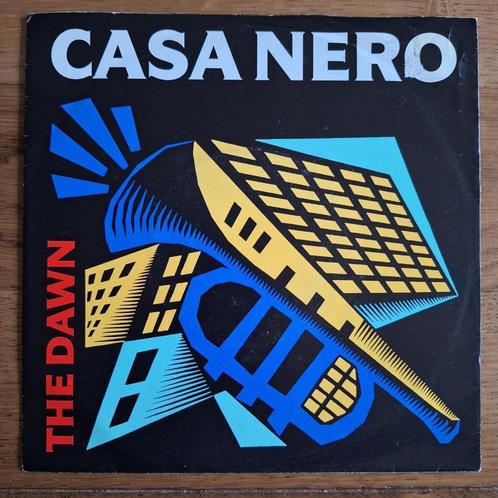 CASA NERO
THE DAWN